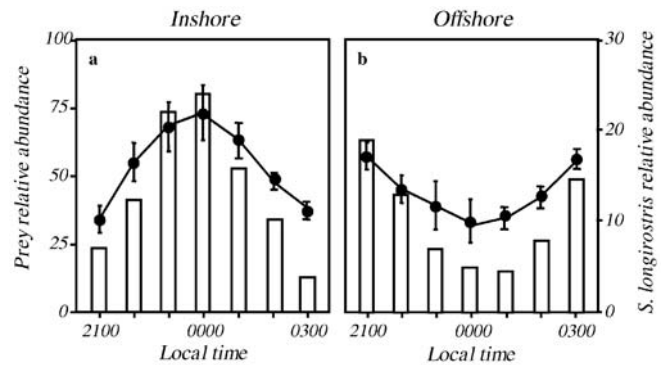 Inshore
Offshore
Prey relative abundance
100
75
50
25
0
a
2100
0000
0300
Local time
b
2100
0000
0300
Local time
30
20
10
0
S. longirostris relative abundance